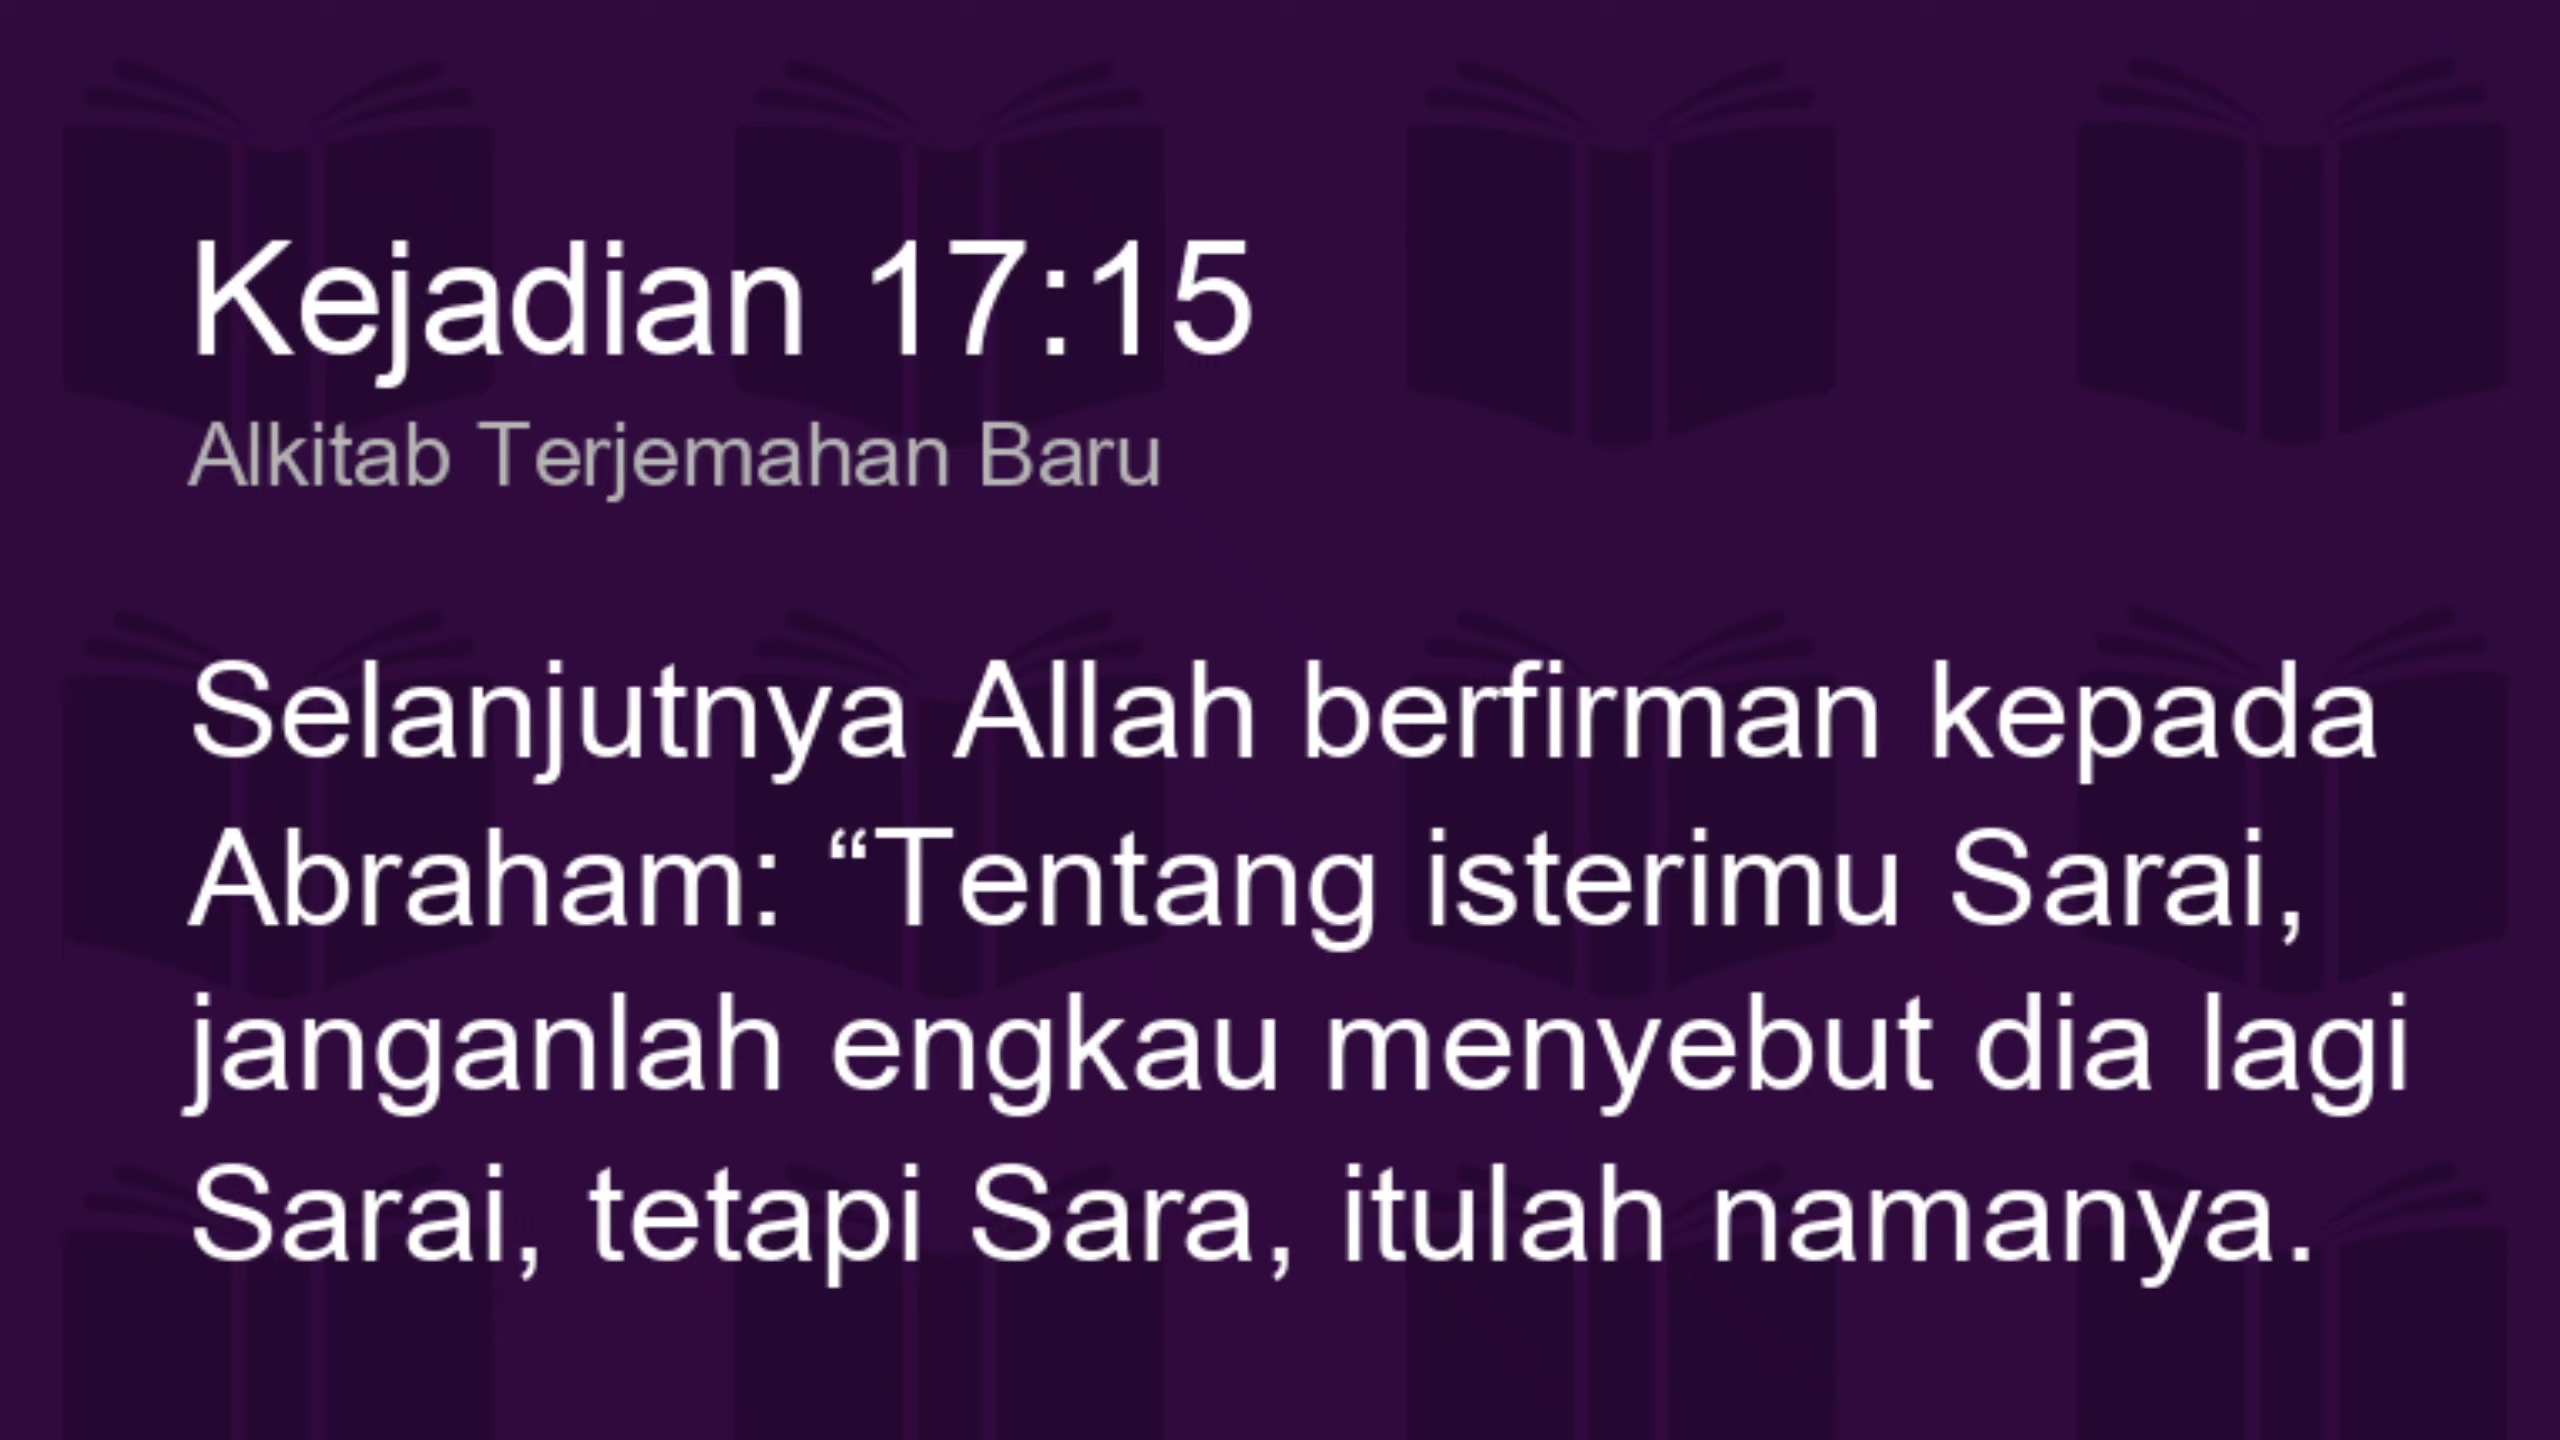 Kejadian 17:15
Alkitab Terjemahan Baru
Selanjutnya Allah berfirman kepada
Abraham: “Tentang isterimu Sarai,
janganlah engkau menyebut dia lagi
Sarai, tetapi Sara, itulah namanya.